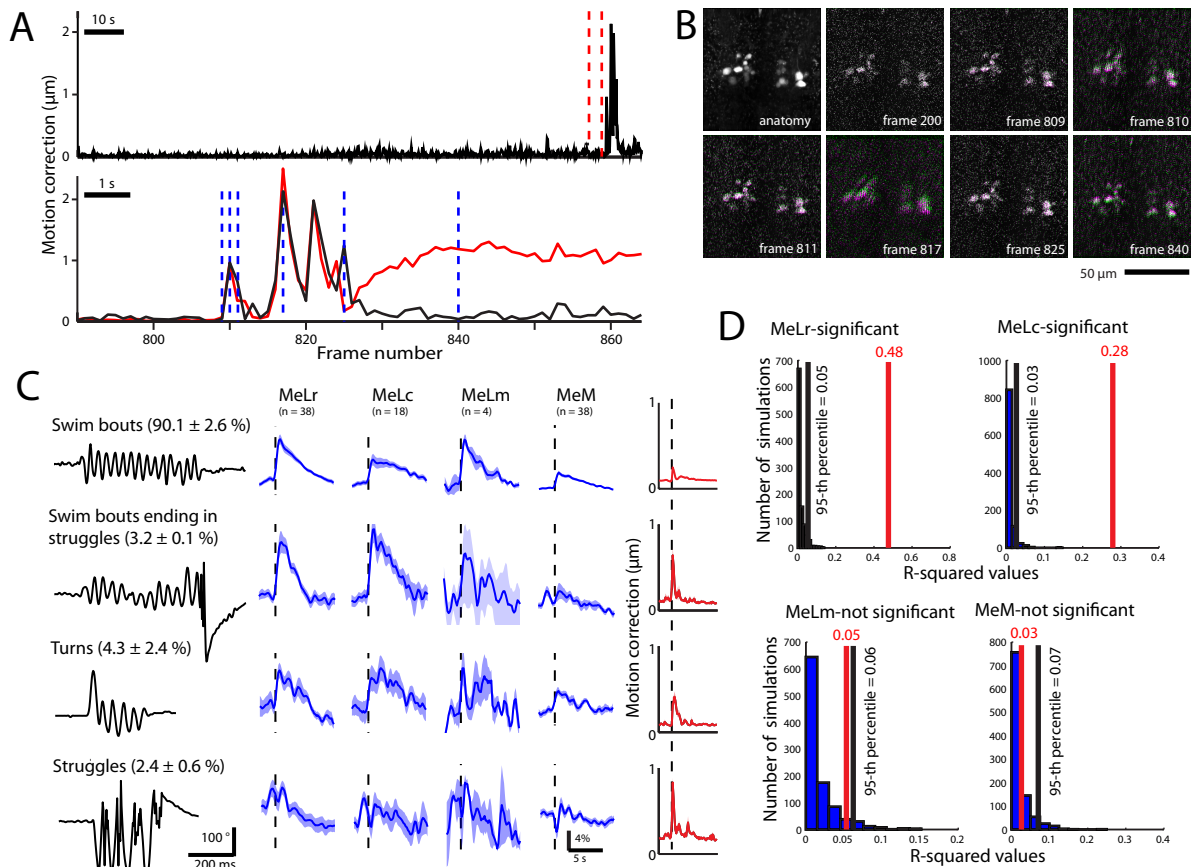 A
10 s
2
1
0
Motion correction (µm)
1 s
2
1
0
800
820
840
860
Frame number
B
anatomy
frame 200
frame 809
frame 810
frame 811
frame 817
frame 825
frame 840
50 µm
C
MeLr
(n = 38)
MeLc
(n = 18)
MeLm
(n = 4)
MeM
(n = 38)
Swim bouts (90.1 ± 2.6 %)
Swim bouts ending in
struggles (3.2 ± 0.1 %)
Turns (4.3 ± 2.4 %)
Struggles (2.4 ± 0.6 %)
100 °
200 ms
4%
5 s
Motion correction (µm)
1
0
1
0
1
0
1
0
D
MeLr-significant
0.48
Number of simulations
700
600
500
400
300
200
100
0
95-th percentile = 0.05
0
0.2
0.4
0.6
0.8
MeLc-significant
0.28
1000
800
600
400
200
0
95-th percentile = 0.03
0
0.1
0.2
0.3
0.4
R-squared values
MeLm-not significant
0.05
Number of simulations
700
600
500
400
300
200
100
0
95-th percentile = 0.06
0
0.05
0.1
0.15
0.2
MeM-not significant
0.03
800
700
600
500
400
300
200
100
0
95-th percentile = 0.07
0
0.2
0.4
R-squared values